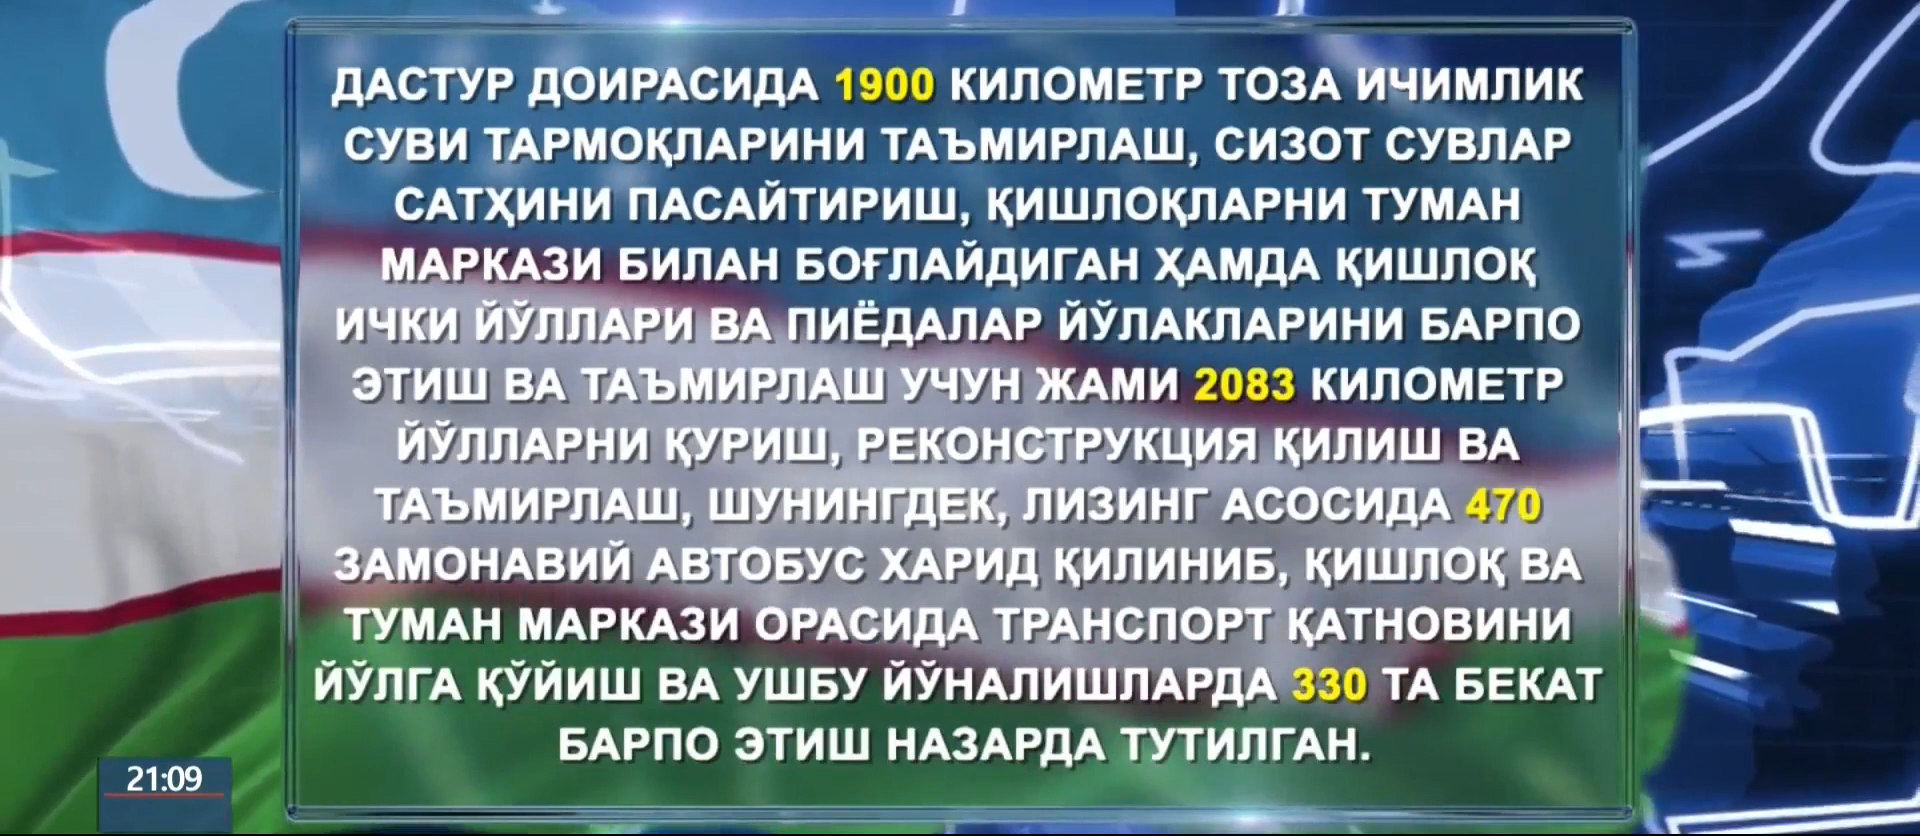 ДАСТУР ДОИРАСИДА 1900 КИЛОМЕТР ТОЗА ИЧИМЛИК
СУВИ ТАРМОҚЛАРИНИ ТАЪМИРЛАШ, СИЗОТ СУВЛАР
САТҲИНИ ПАСАЙТИРИШ, ҚИШЛОҚЛАРНИ ТУМАН
МАРКАЗИ БИЛАН БОҒЛАЙДИГАН ҲАМДА ҚИШЛОҚ
ИЧКИ ЙЎЛЛАРИ ВА ПИЁДАЛАР ЙЎЛАКЛАРИНИ БАРПО
ЭТИШ ВА ТАЪМИРЛАШ УЧУН ЖАМИ 2083 КИЛОМЕТР
ЙЎЛЛАРНИ ҚУРИШ, РЕКОНСТРУКЦИЯ ҚИЛИШ ВА
ТАЪМИРЛАШ, ШУНИНГДЕК, ЛИЗИНГ АСОСИДА 470
ЗАМОНАВИЙ АВТОБУС ХАРИД ҚИЛИНИБ, ҚИШЛОҚ ВА
ТУМАН МАРКАЗИ ОРАСИДА ТРАНСПОРТ ҚАТНОВИНИ
ЙЎЛГА ҚЎЙИШ ВА УШБУ ЙЎНАЛИШЛАРДА 330 ТА БЕКАТ
БАРПО ЭТИШ НАЗАРДА ТУТИЛГАН.
21:09